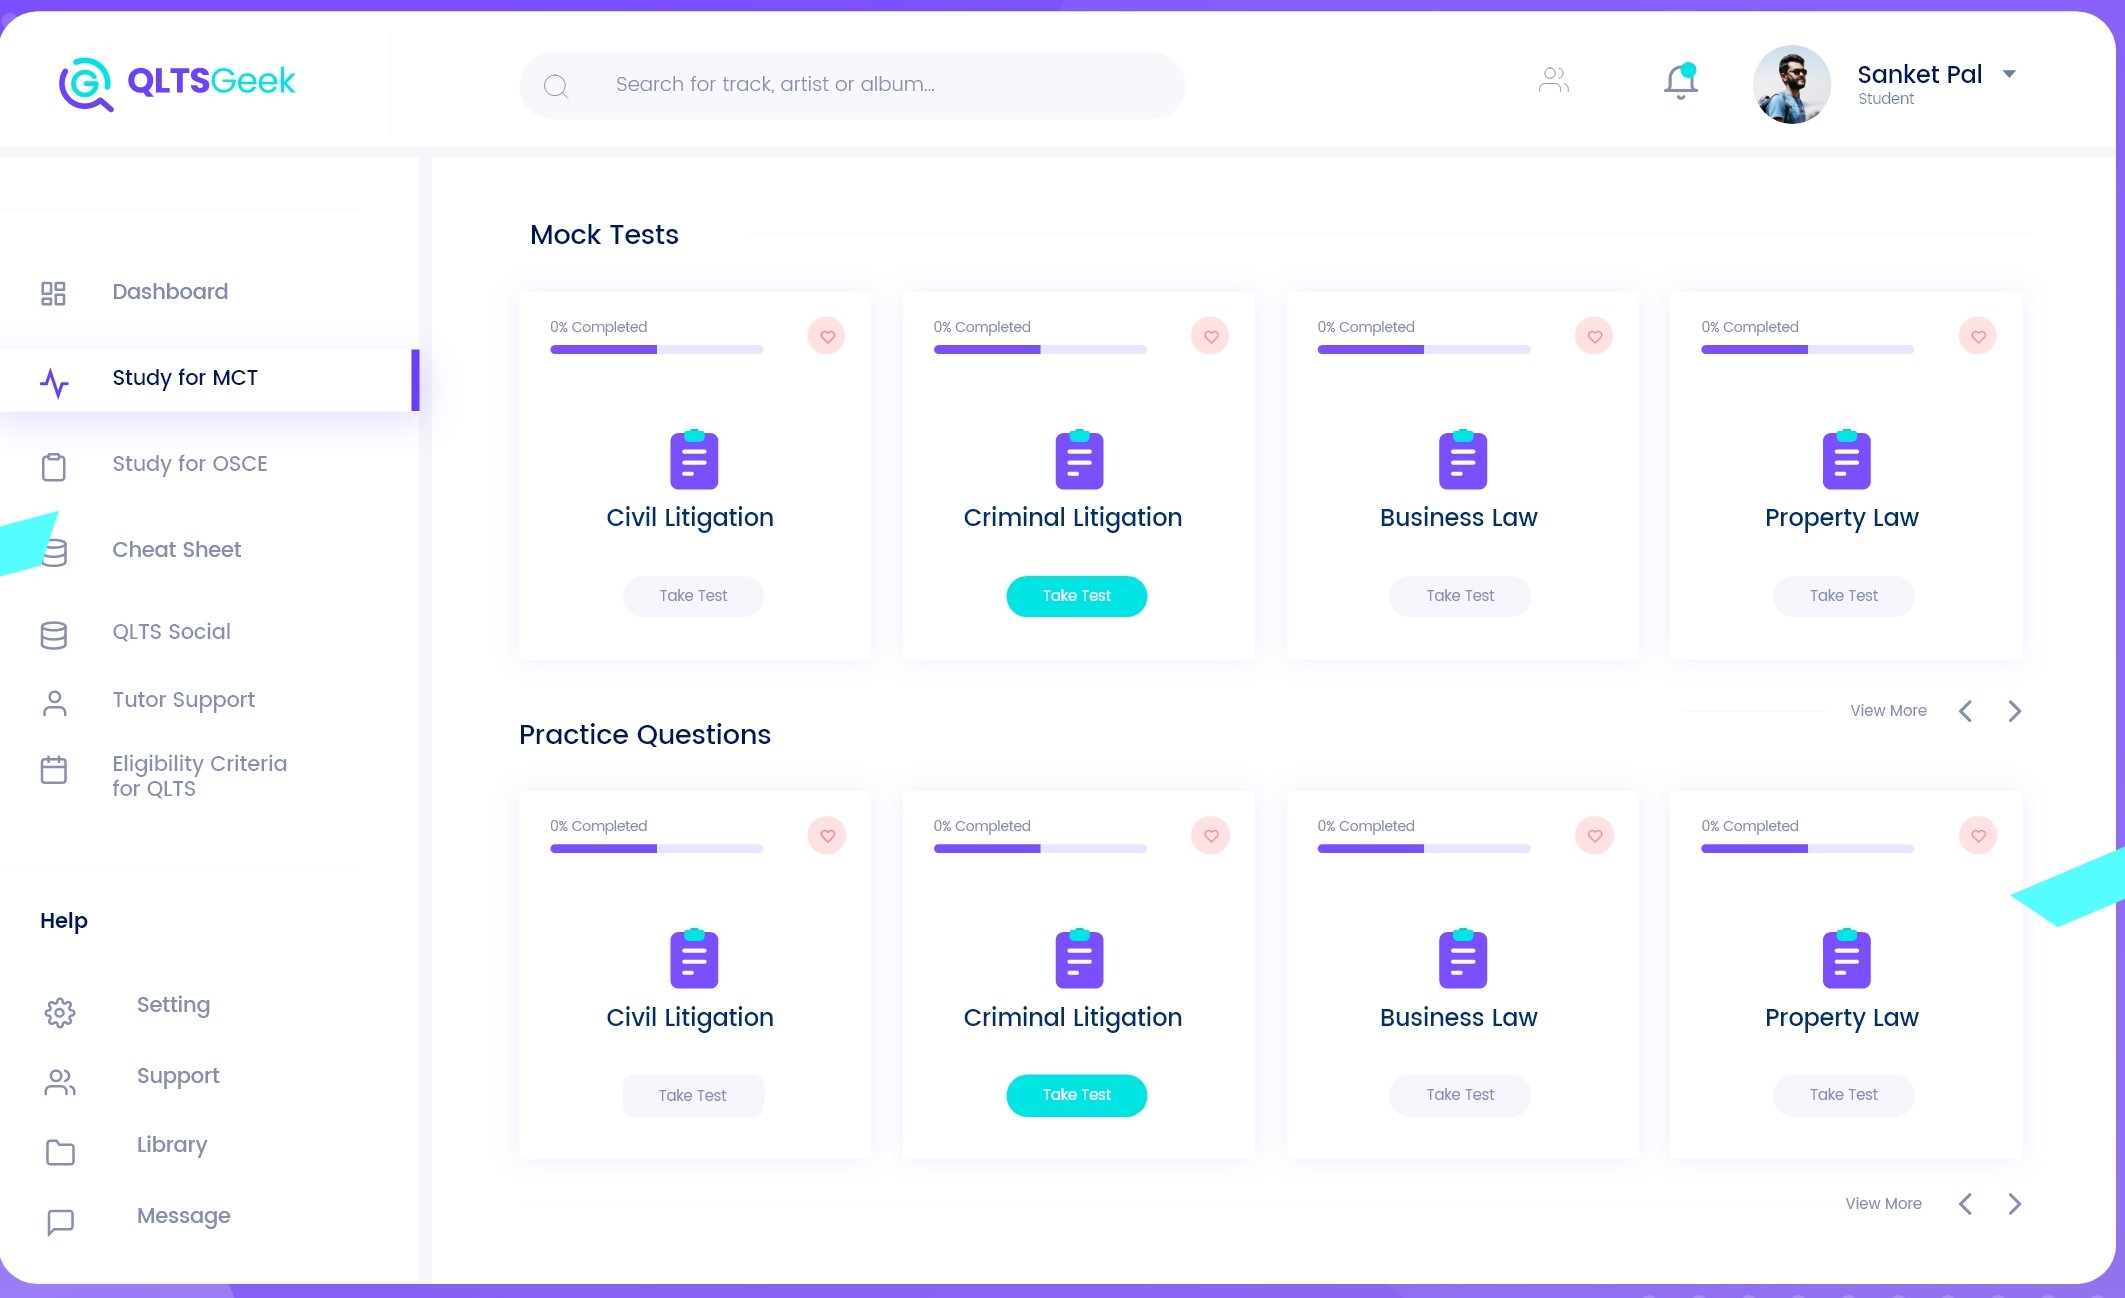 QLTSGeek
Search for track, artist or album...
Sanket Pal
Student
Dashboard
Study for MCT
Study for OSCE
Cheat Sheet
QLTS Social
Tutor Support
Eligibility Criteria
for QLTS
Help
Setting
Support
Library
Message
Mock Tests
0% Completed
Civil Litigation
Take Test
0% Completed
Criminal Litigation
Take Test
0% Completed
Business Law
Take Test
0% Completed
Property Law
Take Test
View More
Practice Questions
0% Completed
Civil Litigation
Take Test
0% Completed
Criminal Litigation
Take Test
0% Completed
Business Law
Take Test
0% Completed
Property Law
Take Test
View More